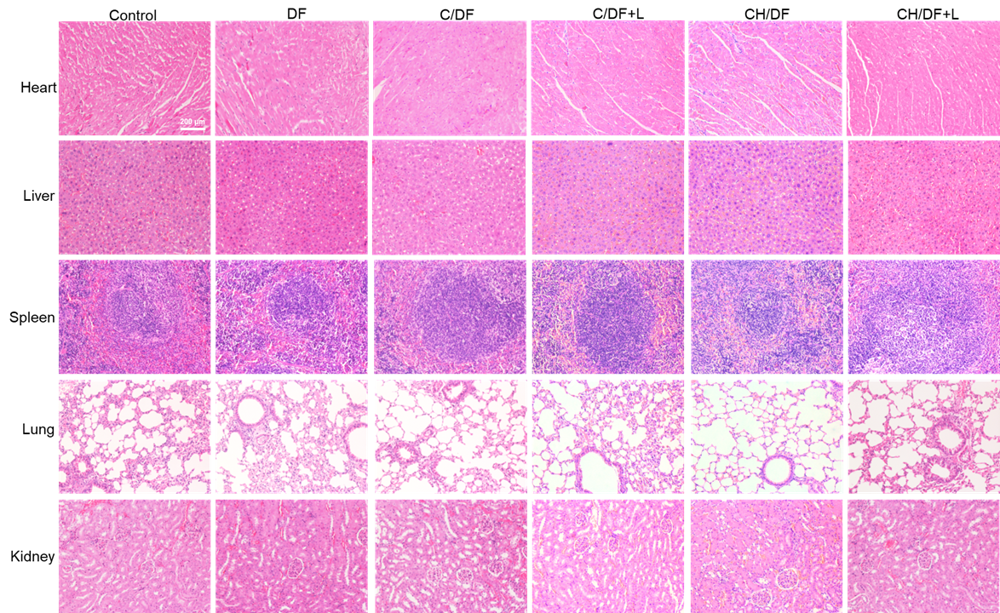 Control DF C/DF C/DF+L CH/DF CH/DF+L
Heart
200 μm
Liver
Spleen
Lung
Kidney